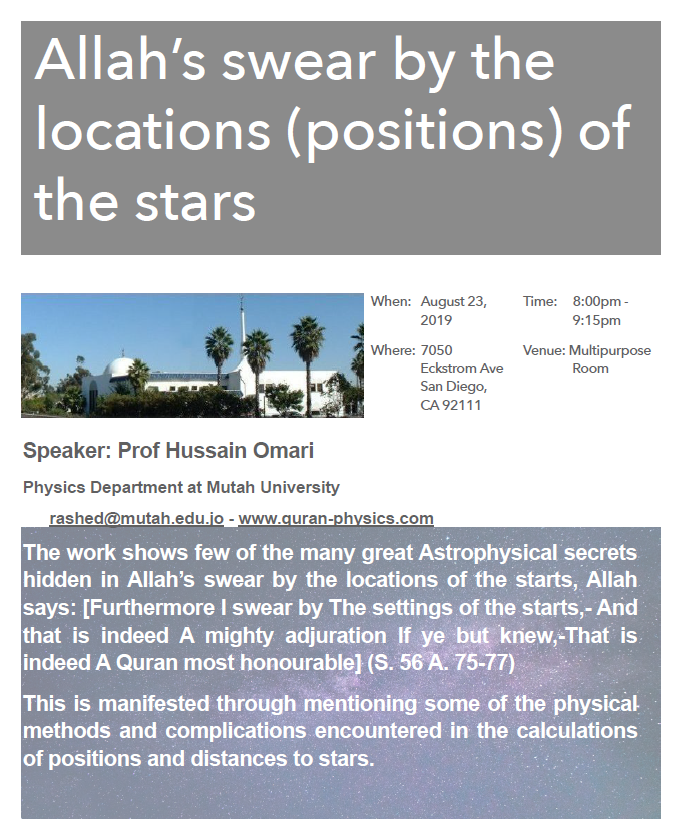 Allah’s swear by the
locations (positions) of
the stars
When: August 23,
2019
Time: 8:00pm -
9:15pm
Where: 7050
Eckstrom Ave
San Diego,
CA 92111
Venue: Multipurpose
Room
Speaker: Prof Hussain Omari
Physics Department at Mutah University
rashed@mutah.edu.jo - www.quran-physics.com
The work shows few of the many great Astrophysical secrets
hidden in Allah’s swear by the locations of the starts, Allah
says: [Furthermore I swear by The settings of the starts,- And
that is indeed A mighty adjuration If ye but knew,-That is
indeed A Quran most honourable] (S. 56 A. 75-77)
This is manifested through mentioning some of the physical
methods and complications encountered in the calculations
of positions and distances to stars.